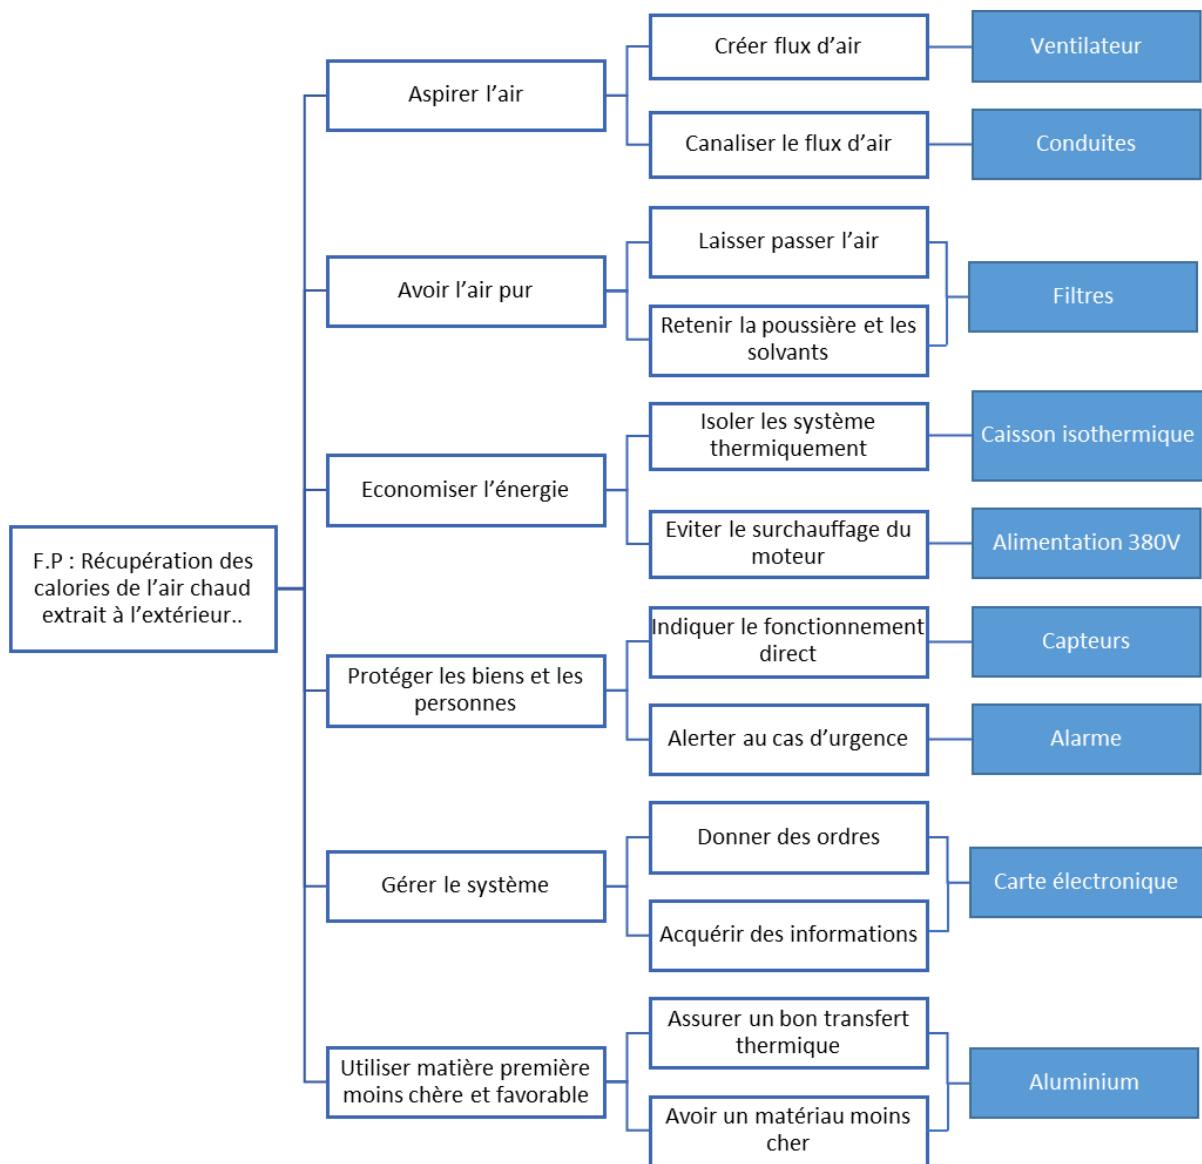 Créer flux d’air
Ventilateur
Aspirer l’air
Canaliser le flux d’air
Conduites
Laisser passer l’air
Avoir l’air pur
Filtres
Retenir la poussière et les
solvants
Isoler les système
thermiquement
Caisson isothermique
Economiser l’énergie
Eviter le surchauffage du
moteur
Alimentation 380V
F.P : Récupération des
calories de l’air chaud
extrait à l’extérieur..
Indiquer le fonctionnement
direct
Capteurs
Protéger les biens et les
personnes
Alerter au cas d’urgence
Alarme
Donner des ordres
Gérer le système
Carte électronique
Acquérir des informations
Assurer un bon transfert
thermique
Utiliser matière première
moins chère et favorable
Aluminium
Avoir un matériau moins
cher